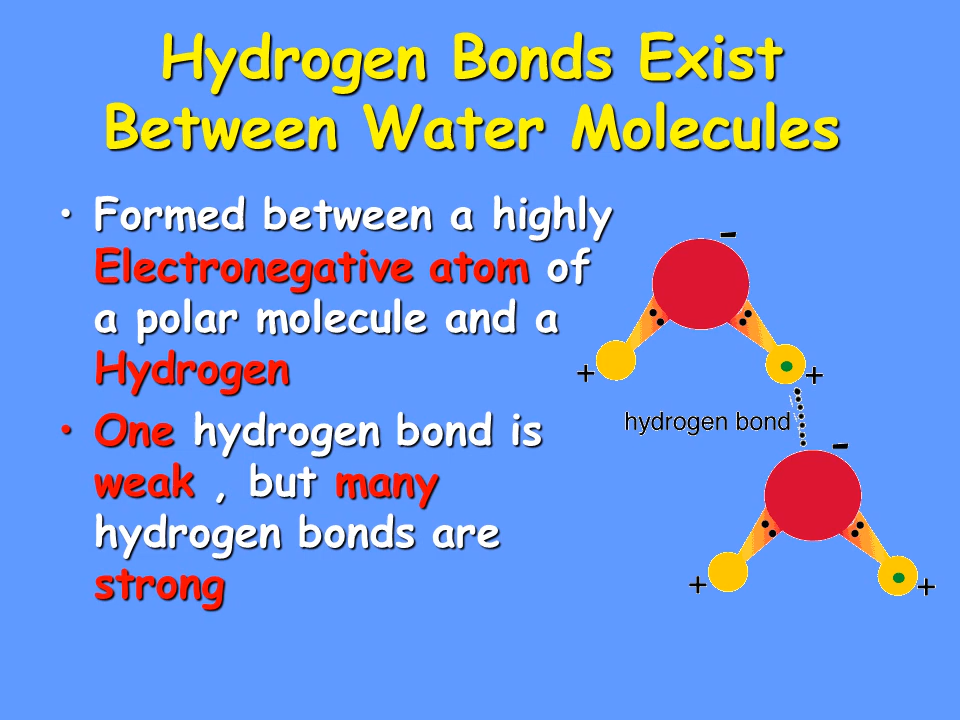 Hydrogen Bonds Exist
Between Water Molecules
• Formed between a highly
Electronegative atom of
a polar molecule and a
Hydrogen
• One hydrogen bond is
weak , but many
hydrogen bonds are
strong
-
+
+
hydrogen bond
-
+
+